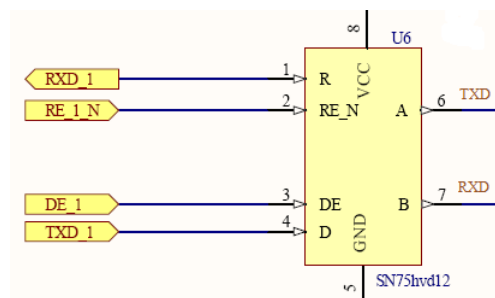 8
U6
RXD_1
1
R
VCC
RE_1_N
2
RE_N
A
6
TXD
DE_1
3
DE
B
7
RXD
TXD_1
4
D
GND
5
SN75hvd12